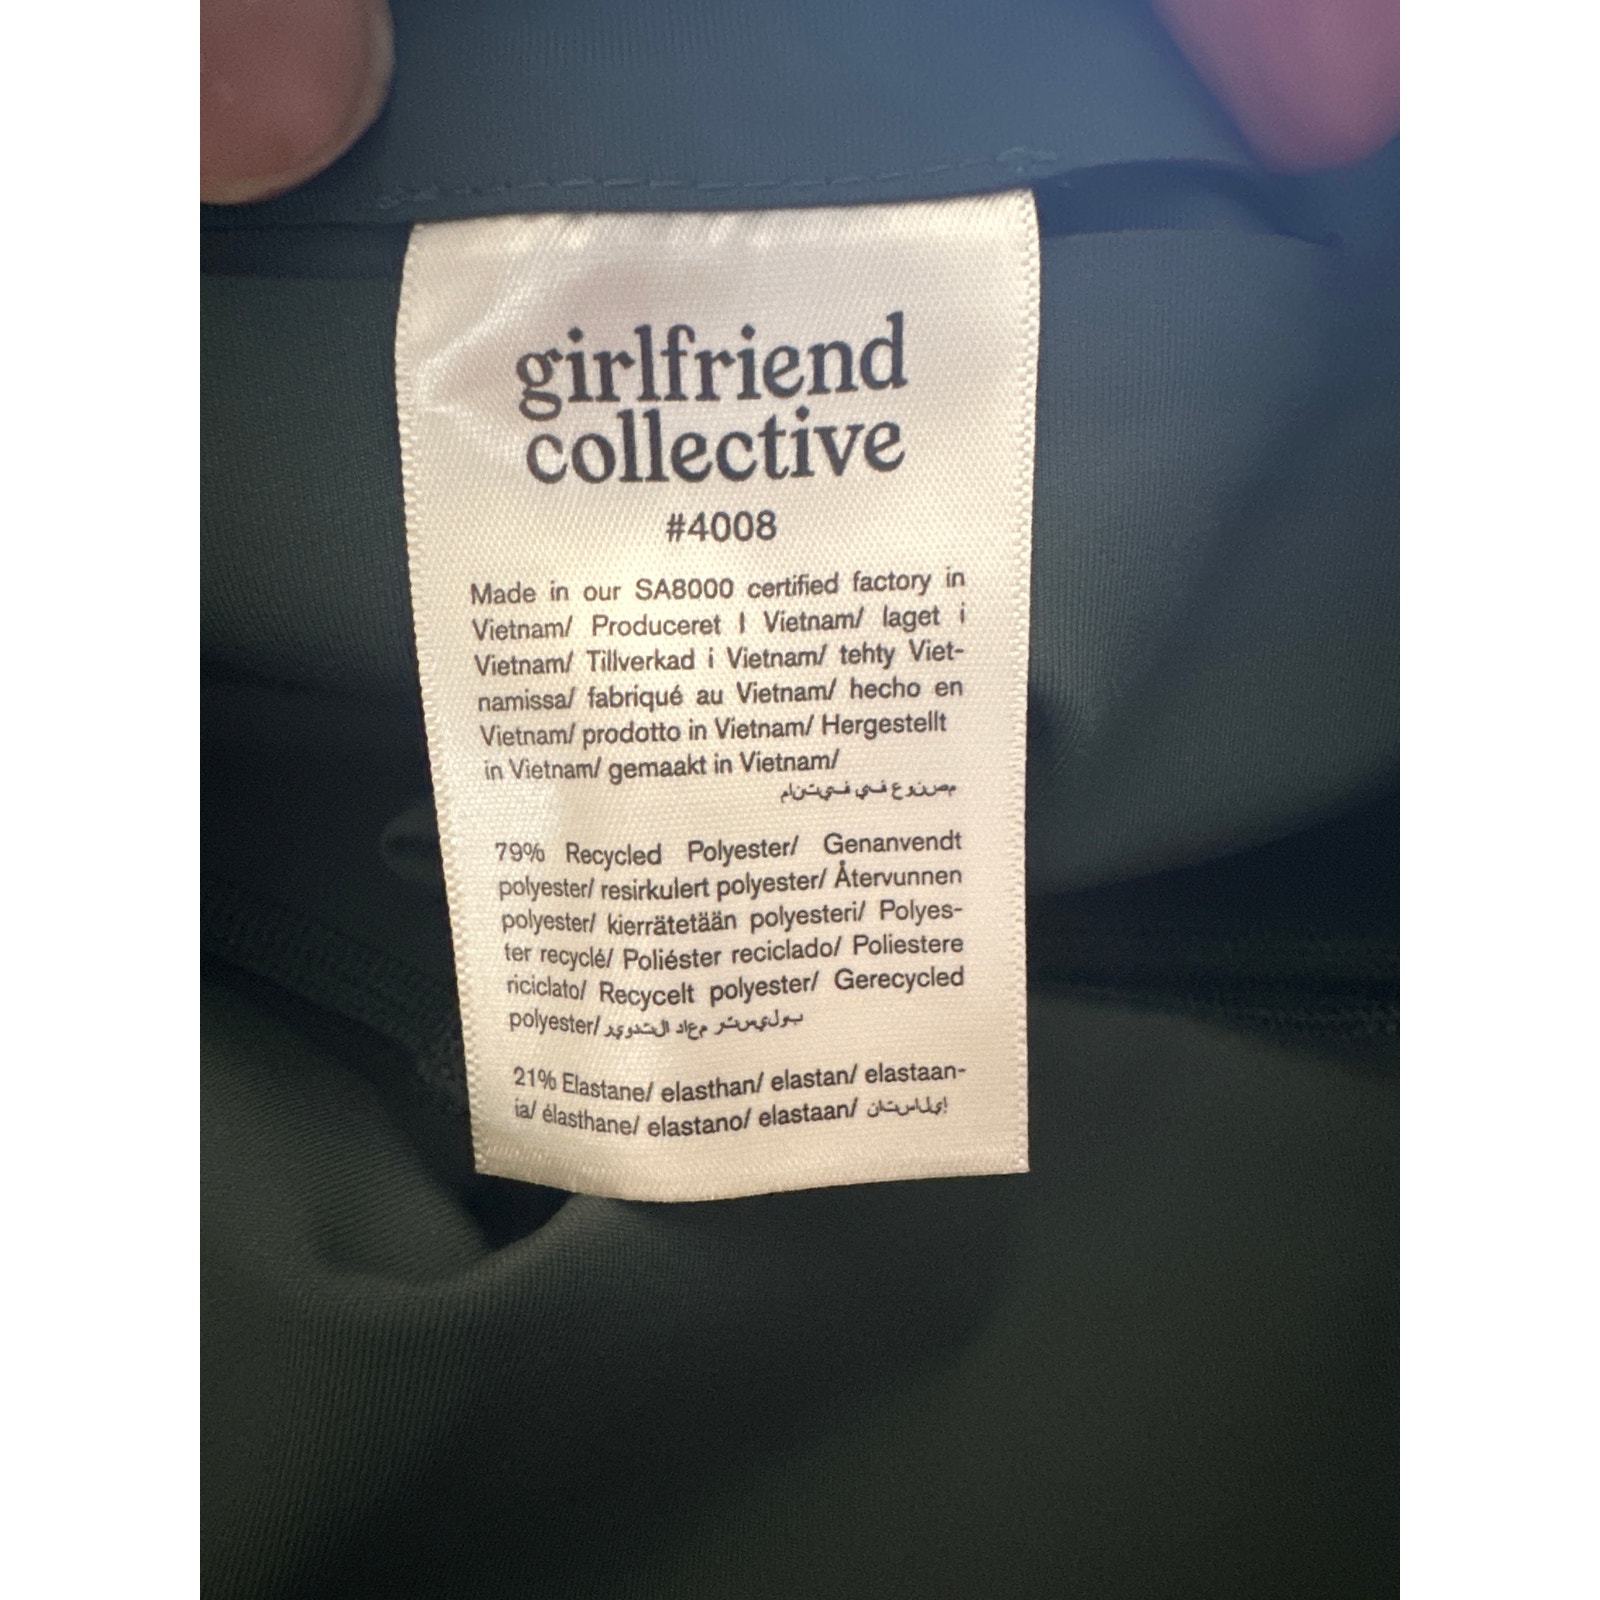 girlfriend
collective
#4008
Made in our SA8000 certified factory in
Vietnam/ Produceret I Vietnam/ laget i
Vietnam/ Tillverkad i Vietnam/ tehty Viet-
namissa/ fabriqué au Vietnam/ hecho en
Vietnam/ prodotto in Vietnam/ Hergestellt
in Vietnam/ gemaakt in Vietnam/
مصنوع في فيتنام
79% Recycled Polyester/ Genanvendt
polyester/ resirkulert polyester/ Återvunnen
polyester/ kierrätetään polyesteri/ Polyes-
ter recyclé/ Poliéster reciclado/ Poliestere
riciclato/ Recycelt polyester/ Gerecycled
polyester/ بوليستر معاد التدوير
21% Elastane/ elasthan/ elastan/ elastaan-
ia/ élasthane/ elastano/ elastaan/ إيلاستان